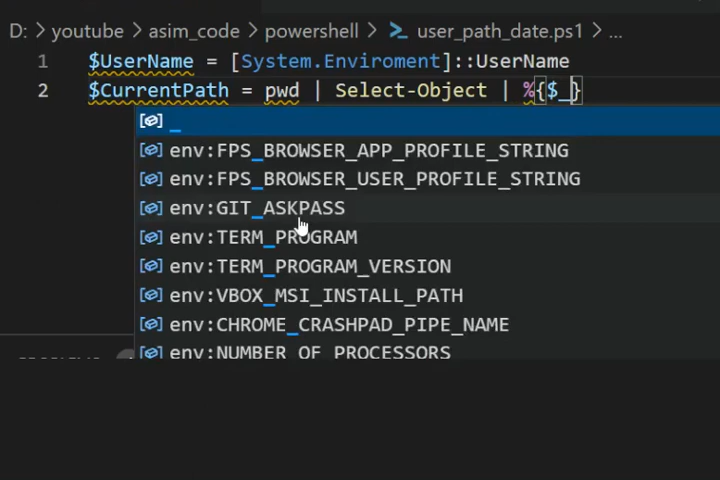 D: > youtube > asim_code > powershell > user_path_date.ps1 > ...
1 $UserName = [System.Enviroment]::UserName
2 $CurrentPath = pwd | Select-Object | %{$_}
_
env:FPS_BROWSER_APP_PROFILE_STRING
env:FPS_BROWSER_USER_PROFILE_STRING
env:GIT_ASKPASS
env:TERM_PROGRAM
env:TERM_PROGRAM_VERSION
env:VBOX_MSI_INSTALL_PATH
env:CHROME_CRASHPAD_PIPE_NAME
env:NUMBER_OF_PROCESSORS